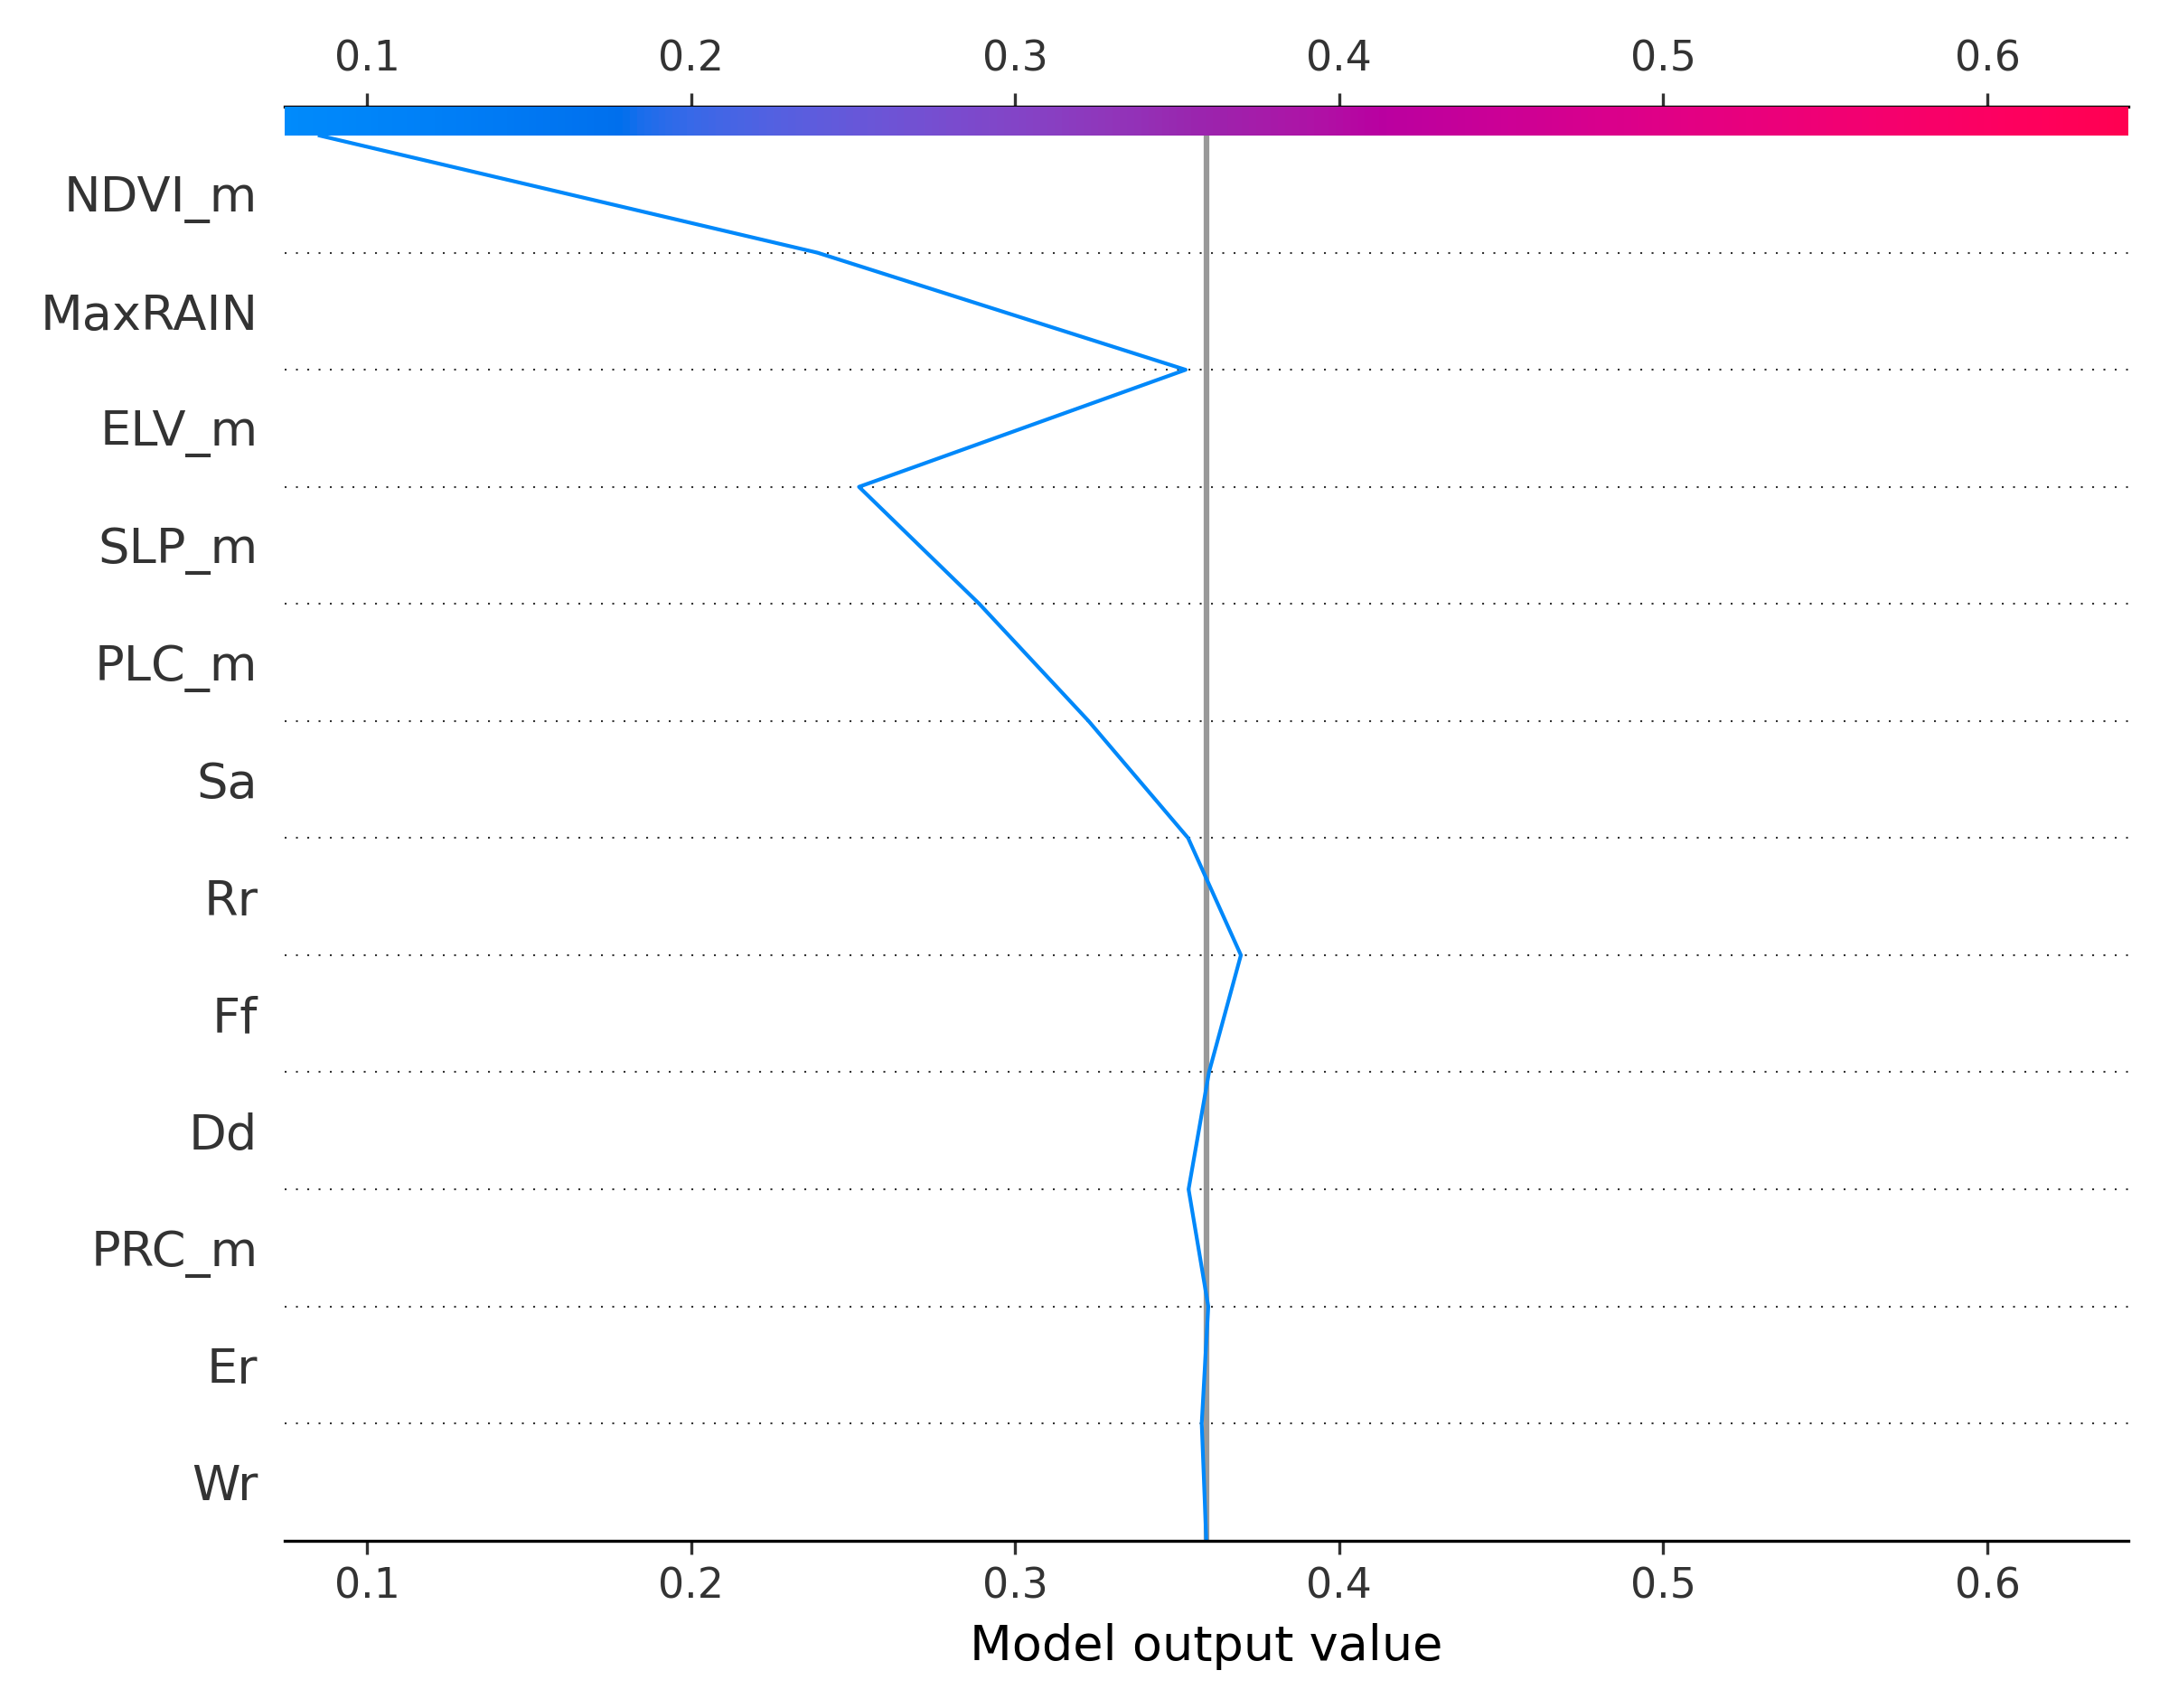 0.1 0.2 0.3 0.4 0.5 0.6
NDVI_m
MaxRAIN
ELV_m
SLP_m
PLC_m
Sa
Rr
Ff
Dd
PRC_m
Er
Wr
0.1 0.2 0.3 0.4 0.5 0.6
Model output value